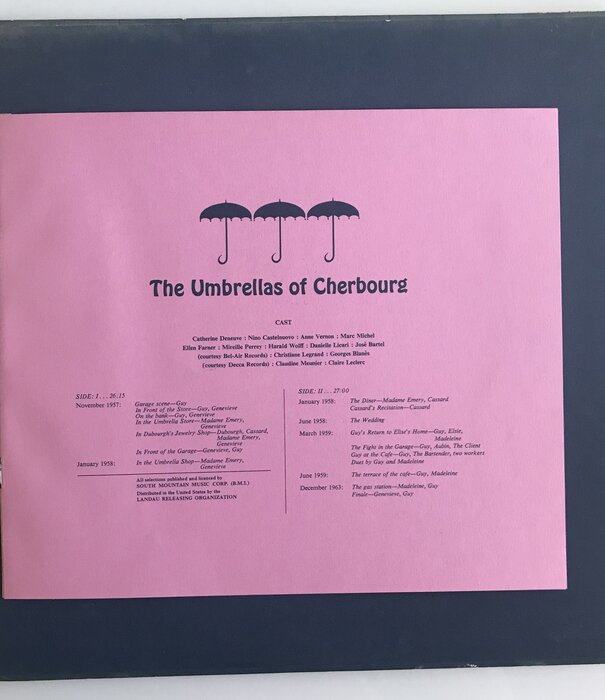 The Umbrellas of Cherbourg
CAST
Catherine Deneuve : Nino Castelnuovo : Anne Vernon : Marc Michel
Ellen Farner : Mireille Perrey : Harald Wolff : Danielle Licari : José Bartel
(courtesy Bel-Air Records) : Christiane Legrand : Georges Blanès
(courtesy Decca Records) : Claudine Meunier : Claire Leclerc
SIDE: I . . . 26:15
November 1957: Garage scene—Guy
In Front of the Store—Guy, Genevieve
On the bank—Guy, Genevieve
In the Umbrella Store—Madame Emery,
Genevieve
In Dubourgh's Jewelry Shop—Dubourgh, Cassard,
Madame Emery,
Genevieve
In Front of the Garage—Genevieve, Guy
January 1958: In the Umbrella Shop—Madame Emery,
Genevieve
All selections published and licensed by
SOUTH MOUNTAIN MUSIC CORP. (B.M.I.)
Distributed in the United States by the
LANDAU RELEASING ORGANIZATION
SIDE: II . . . 27:00
January 1958: The Diner—Madame Emery, Cassard
Cassard's Recitation—Cassard
June 1958: The Wedding
March 1959: Guy's Return to Elise's Home—Guy, Elsie,
Madeleine
The Fight in the Garage—Guy, Aubin, The Client
Guy at the Cafe—Guy, The Bartender, two workers
Duet by Guy and Madeleine
June 1959: The terrace of the cafe—Guy, Madeleine
December 1963: The gas station—Madeleine, Guy
Finale—Genevieve, Guy